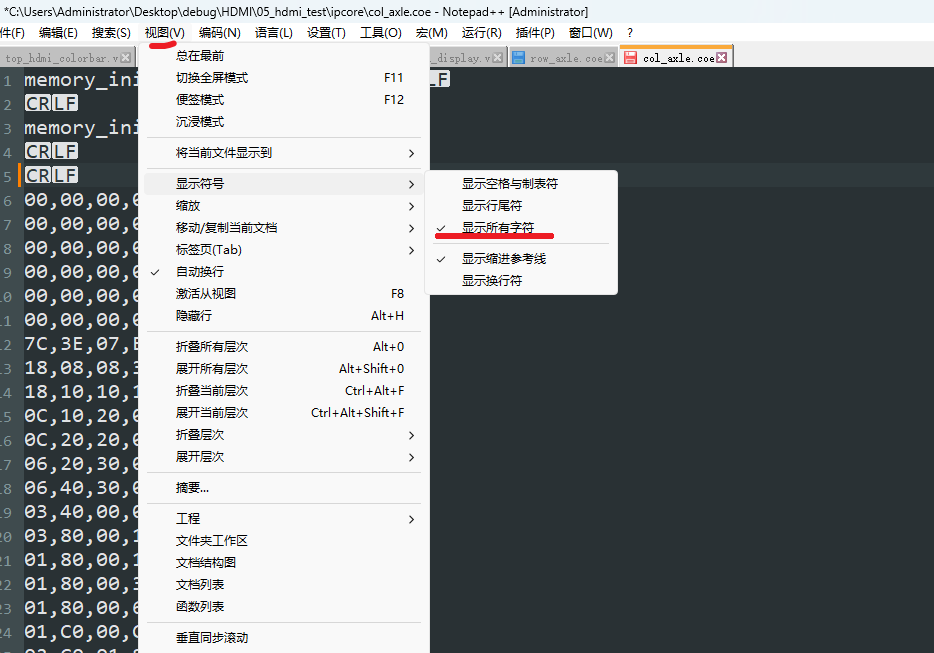 *C:\Users\Administrator\Desktop\debug\HDMI\05_hdmi_test\ipcore\col_axle.coe - Notepad++ [Administrator]
件(F) 编辑(E) 搜索(S) 视图(V) 编码(N) 语言(L) 设置(T) 工具(O) 宏(M) 运行(R) 插件(P) 窗口(W) ?
top_hdmi_colorbar.v _display.v row_axle.coe col_axle.coe
总在最前
切换全屏模式 F11
便签模式 F12
沉浸模式
将当前文件显示到
显示符号
缩放
移动/复制当前文档
标签页(Tab)
自动换行
激活从视图 F8
隐藏行 Alt+H
折叠所有层次 Alt+0
展开所有层次 Alt+Shift+0
折叠当前层次 Ctrl+Alt+F
展开当前层次 Ctrl+Alt+Shift+F
折叠层次
展开层次
摘要...
工程
文件夹工作区
文档结构图
文档列表
函数列表
垂直同步滚动
显示空格与制表符
显示行尾符
显示所有字符
显示缩进参考线
显示换行符
1 memory_ini LF
2 CR LF
3 memory_ini
4 CR LF
5 CR LF
6 00,00,00,0
7 00,00,00,0
8 00,00,00,0
9 00,00,00,0
10 00,00,00,0
11 00,00,00,0
12 7C,3E,07,
13 18,08,08,3
14 18,10,10,1
15 0C,10,20,0
16 0C,20,20,0
17 06,20,30,0
18 06,40,30,0
19 03,40,00,0
20 03,80,00,1
21 01,80,00,1
22 01,80,00,3
23 01,80,00,6
24 01,C0,00,C